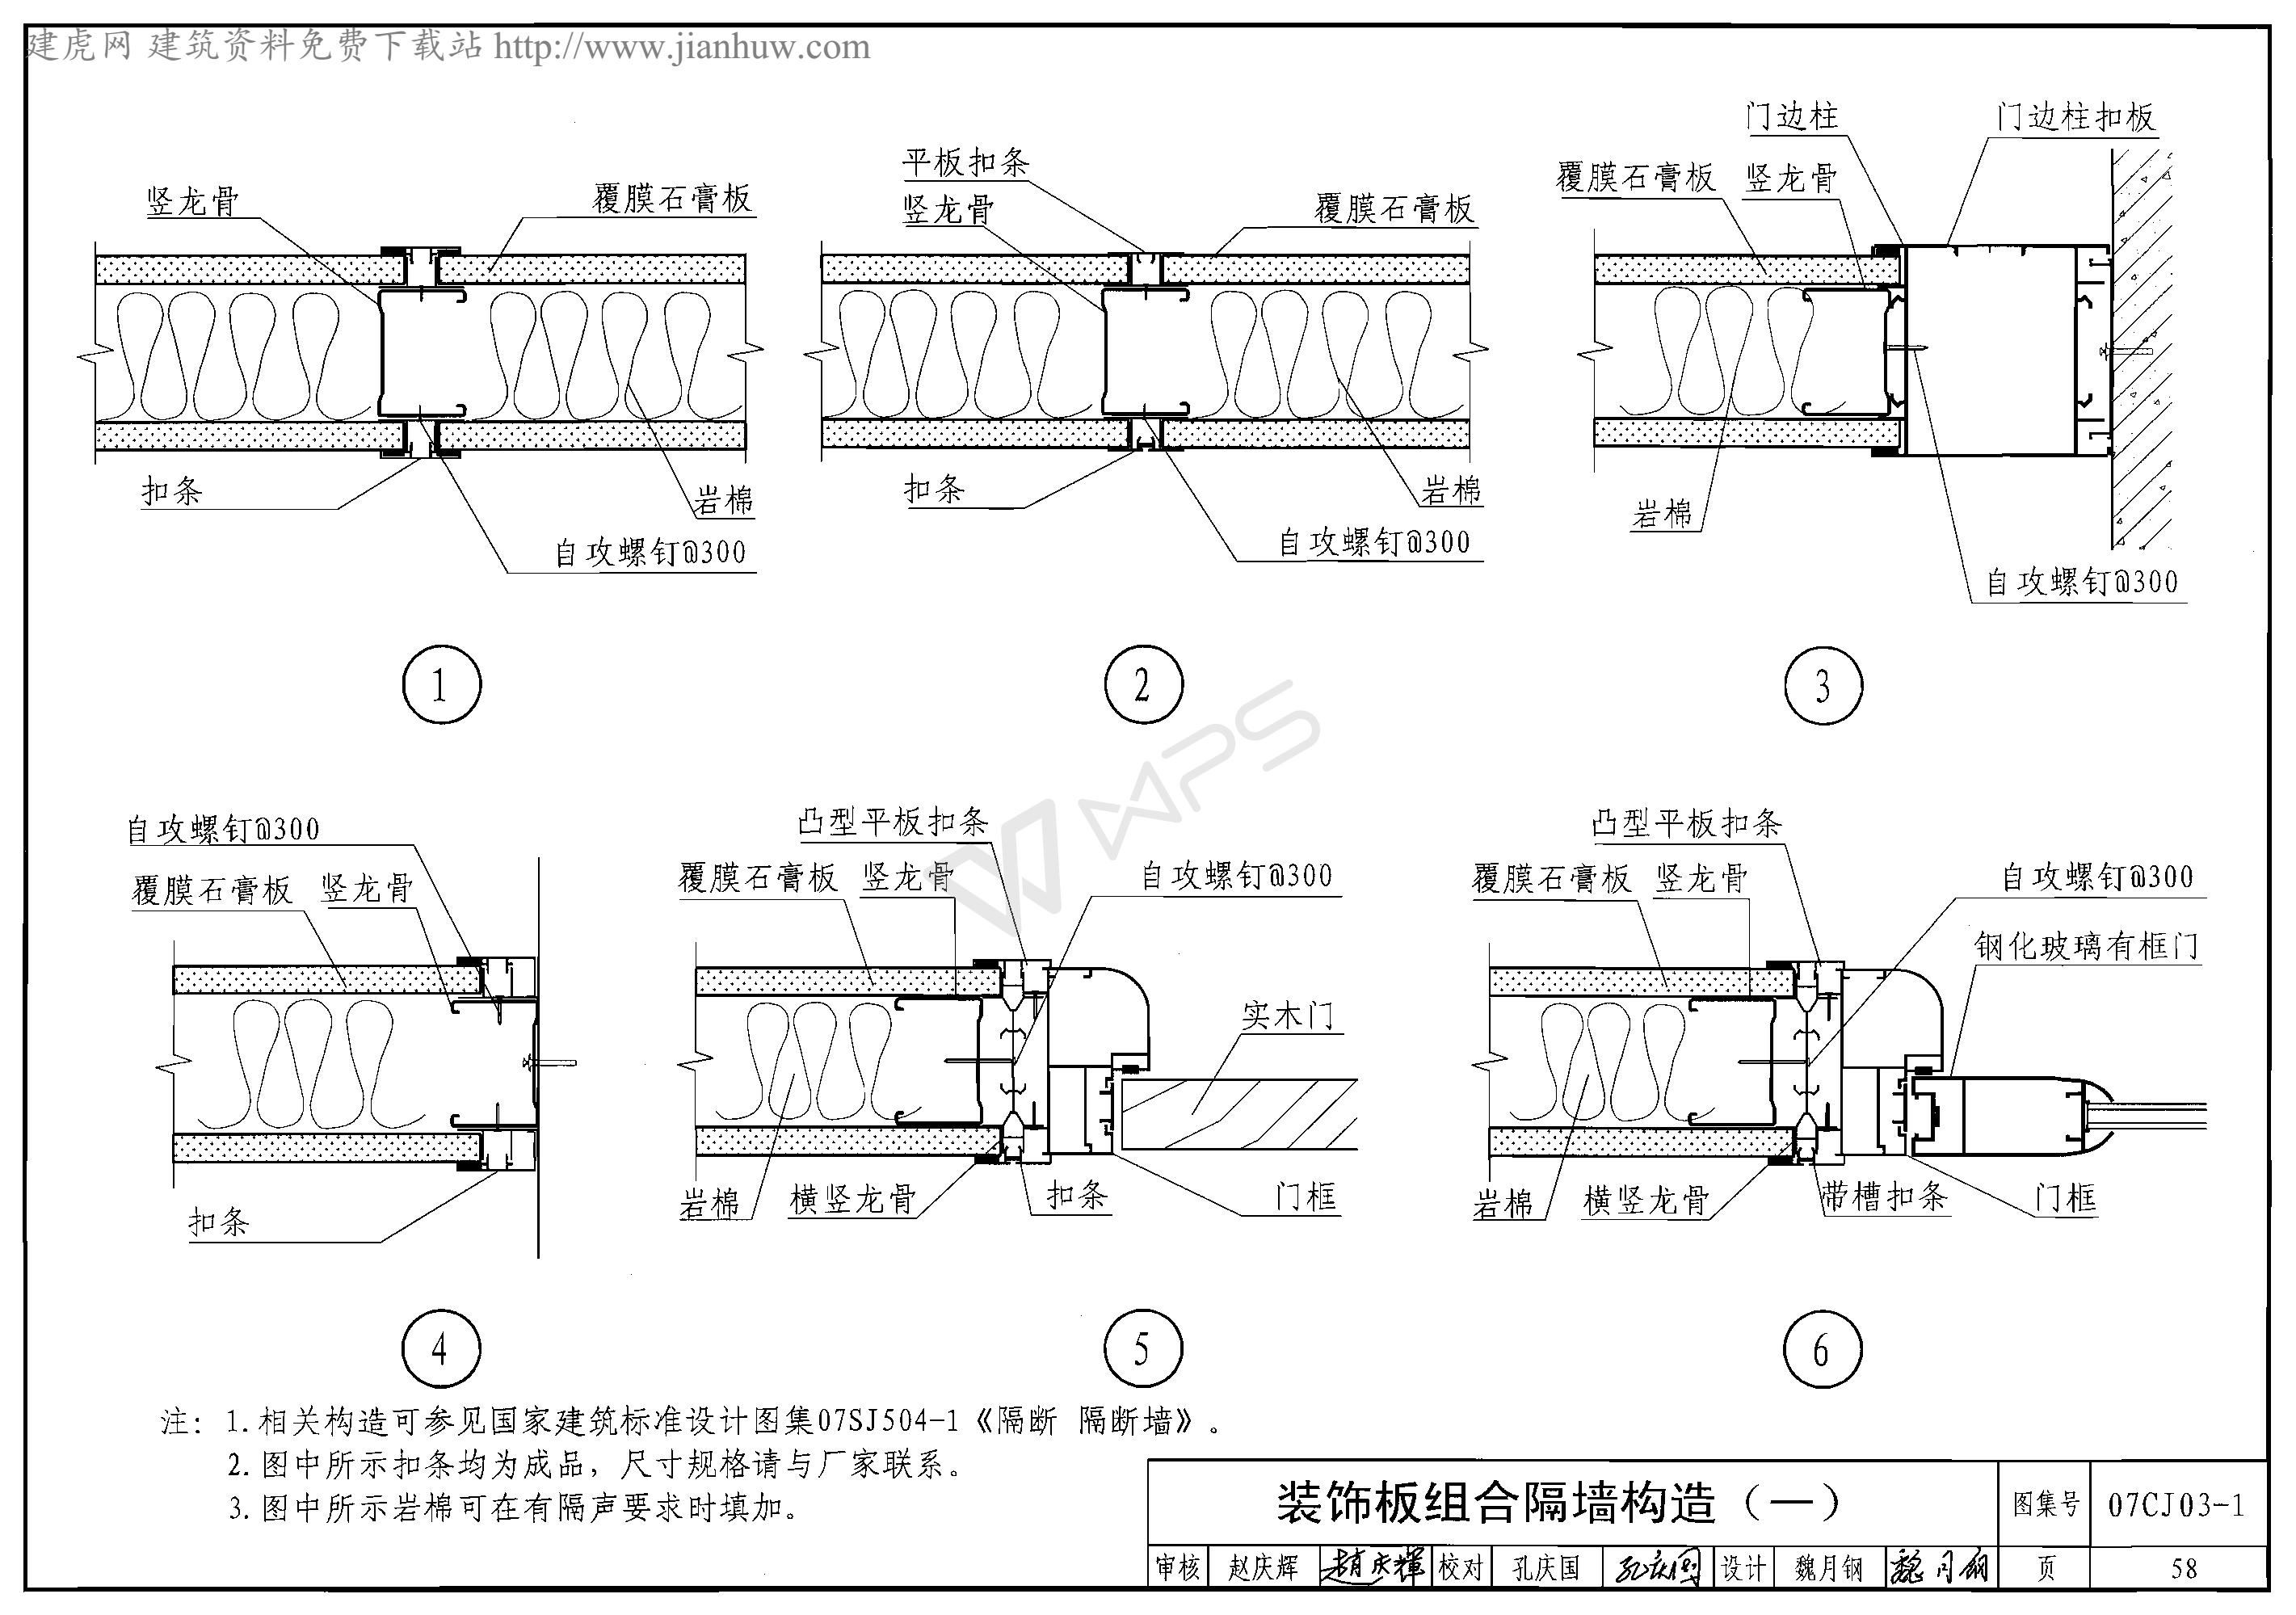 建虎网 建筑资料免费下载站 http://www.jianhuw.com
竖龙骨
覆膜石膏板
扣条
岩棉
自攻螺钉@300
1
平板扣条
竖龙骨
覆膜石膏板
扣条
岩棉
自攻螺钉@300
2
门边柱
门边柱扣板
覆膜石膏板
竖龙骨
岩棉
自攻螺钉@300
3
WPS
自攻螺钉@300
覆膜石膏板
竖龙骨
扣条
4
凸型平板扣条
覆膜石膏板
竖龙骨
自攻螺钉@300
实木门
岩棉
横竖龙骨
扣条
门框
5
凸型平板扣条
覆膜石膏板
竖龙骨
自攻螺钉@300
钢化玻璃有框门
岩棉
横竖龙骨
带槽扣条
门框
6
注：1.相关构造可参见国家建筑标准设计图集07SJ504-1《隔断 隔断墙》。
2.图中所示扣条均为成品，尺寸规格请与厂家联系。
3.图中所示岩棉可在有隔声要求时填加。
装饰板组合隔墙构造（一）
图集号
07CJ03-1
审核
赵庆辉
趙庆輝
校对
孔庆国
孔庆国
设计
魏月钢
魏月钢
页
58